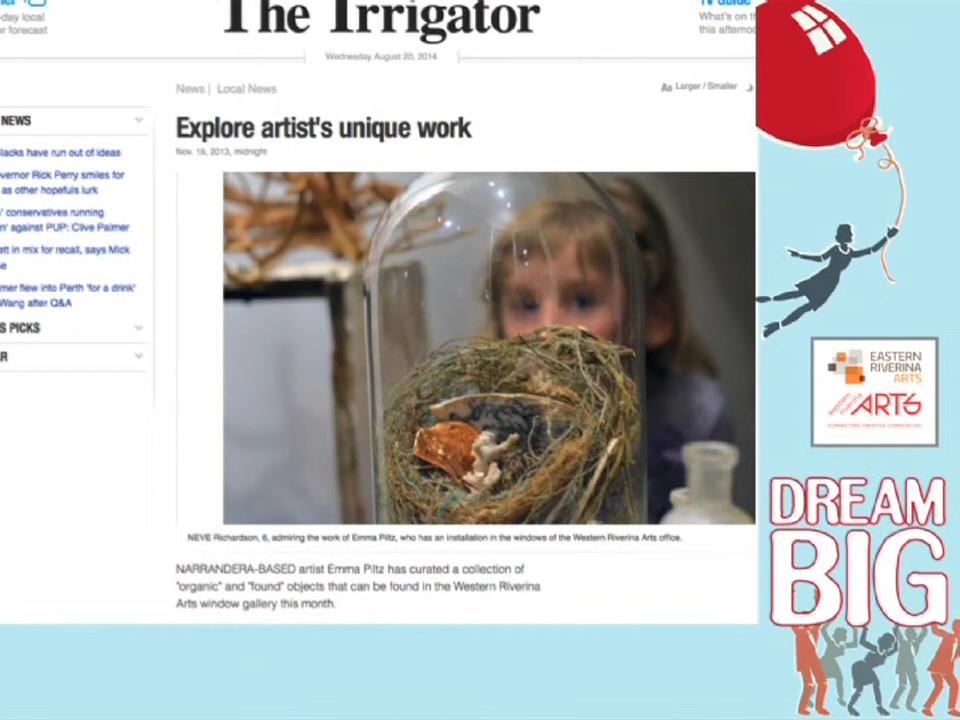 The Irrigator
-day local
r forecast
TV Guide
What's on
this
Wednesday August 20, 2014
News | Local News
Aa Larger / Smaller
NEWS
lacks have run out of ideas
vernor Rick Perry smiles for
as other hopefuls lurk
' conservatives running
n' against PUP: Clive Palmer
ett in mix for recall, says Mick
mer flew into Perth 'for a drink'
Wang after Q&A
S PICKS
R
Explore artist's unique work
Nov. 19, 2013, midnight
NEVE Richardson, 6, admiring the work of Emma Piltz, who has an installation in the windows of the Western Riverina Arts office.
NARRANDERA-BASED artist Emma Piltz has curated a collection of
"organic" and "found" objects that can be found in the Western Riverina
Arts window gallery this month.
EASTERN
RIVERINA
ARTS
Western Riverina
ARTS
CONNECTING CREATIVE COMMUNITIES
DREAM
BIG